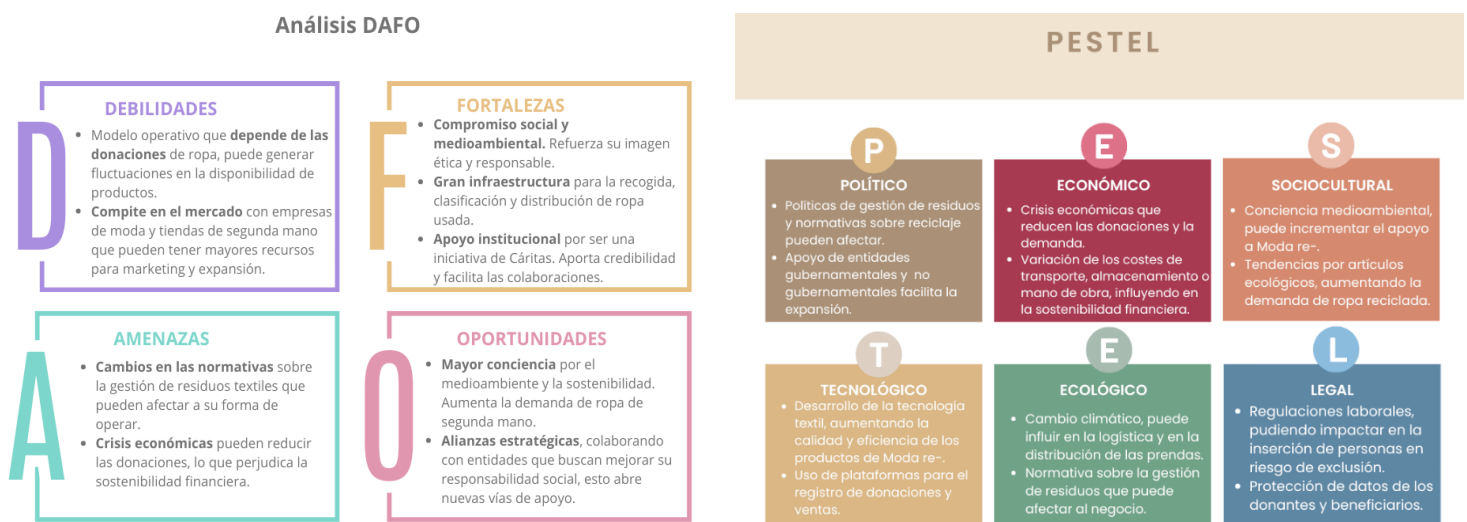 Análisis DAFO
D
DEBILIDADES
• Modelo operativo que depende de las
donaciones de ropa, puede generar
fluctuaciones en la disponibilidad de
productos.
• Compite en el mercado con empresas
de moda y tiendas de segunda mano
que pueden tener mayores recursos
para marketing y expansión.
F
FORTALEZAS
• Compromiso social y
medioambiental. Refuerza su imagen
ética y responsable.
• Gran infraestructura para la recogida,
clasificación y distribución de ropa
usada.
• Apoyo institucional por ser una
iniciativa de Cáritas. Aporta credibilidad
y facilita las colaboraciones.
A
AMENAZAS
• Cambios en las normativas sobre
la gestión de residuos textiles que
pueden afectar a su forma de
operar.
• Crisis económicas pueden reducir
las donaciones, lo que perjudica la
sostenibilidad financiera.
O
OPORTUNIDADES
• Mayor conciencia por el
medioambiente y la sostenibilidad.
Aumenta la demanda de ropa de
segunda mano.
• Alianzas estratégicas, colaborando
con entidades que buscan mejorar su
responsabilidad social, esto abre
nuevas vías de apoyo.
PESTEL
P
POLÍTICO
• Políticas de gestión de residuos
y normativas sobre reciclaje
pueden afectar.
• Apoyo de entidades
gubernamentales y no
gubernamentales facilita la
expansión.
E
ECONÓMICO
• Crisis económicas que
reducen las donaciones y la
demanda.
• Variación de los costes de
transporte, almacenamiento o
mano de obra, influyendo en
la sostenibilidad financiera.
S
SOCIOCULTURAL
• Conciencia medioambiental,
puede incrementar el apoyo
a Moda re-.
• Tendencias por artículos
ecológicos, aumentando la
demanda de ropa reciclada.
T
TECNOLÓGICO
• Desarrollo de la tecnología
textil, aumentando la
calidad y eficiencia de los
productos de Moda re-.
• Uso de plataformas para el
registro de donaciones y
ventas.
E
ECOLÓGICO
• Cambio climático, puede
influir en la logística y en la
distribución de las prendas.
• Normativa sobre la gestión
de residuos que puede
afectar al negocio.
L
LEGAL
• Regulaciones laborales,
pudiendo impactar en la
inserción de personas en
riesgo de exclusión.
• Protección de datos de los
donantes y beneficiarios.